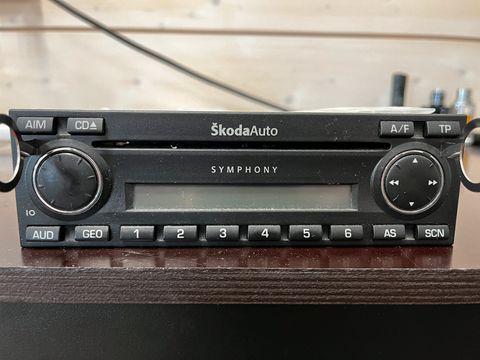 AIM CD ŠkodaAuto A/F TP
SYMPHONY
IO
AUD GEO 1 2 3 4 5 6 AS SCN